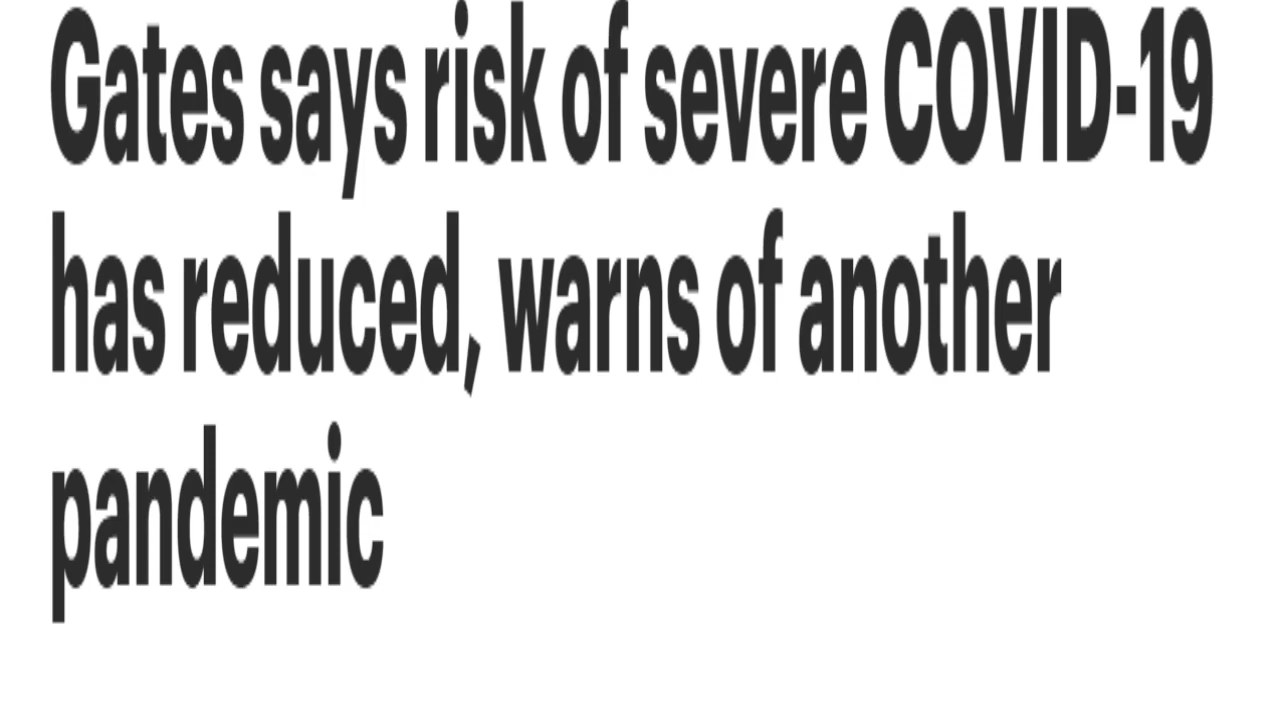 Gates says risk of severe COVID-19
has reduced, warns of another
pandemic